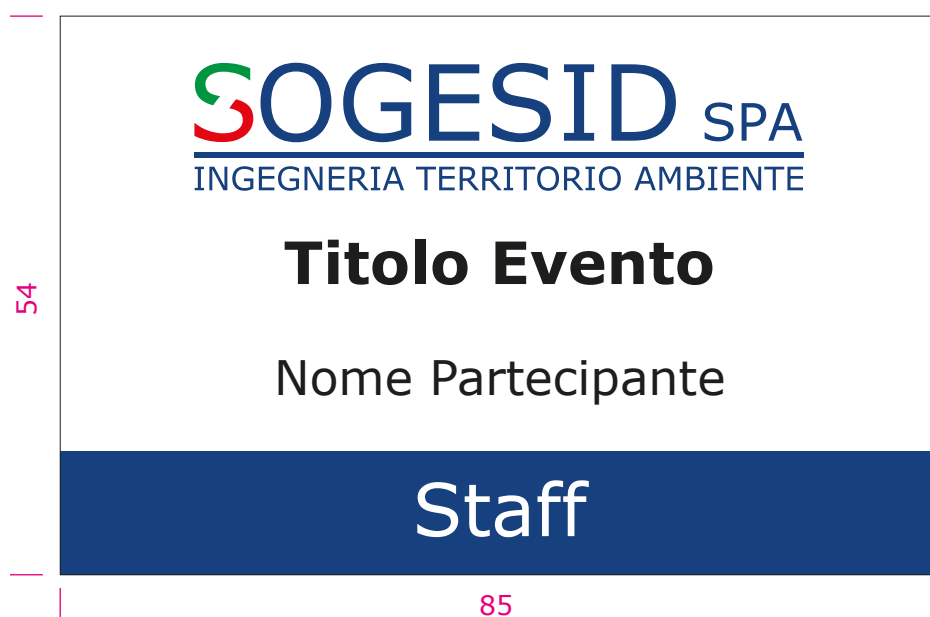 SOGESID SPA
INGEGNERIA TERRITORIO AMBIENTE
Titolo Evento
54
Nome Partecipante
Staff
85